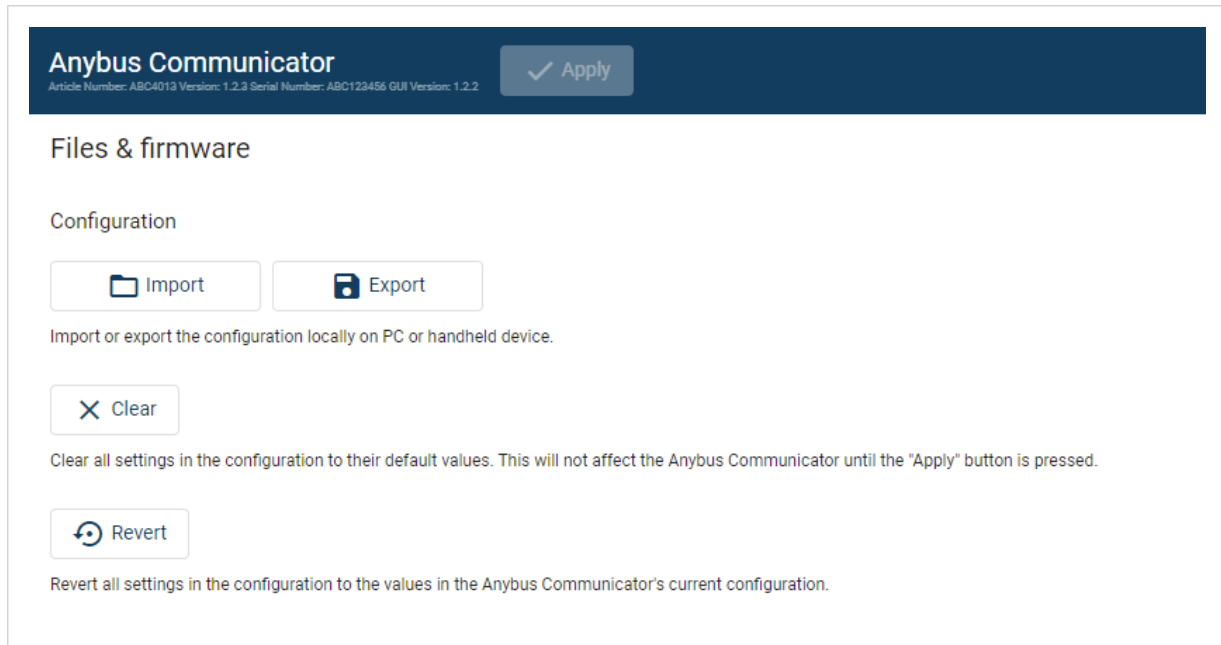 Anybus Communicator
Apply
Article Number: ABC4013 Version: 1.2.3 Serial Number: ABC123456 GUI Version: 1.2.2
Files & firmware
Configuration
Import
Export
Import or export the configuration locally on PC or handheld device.
Clear
Clear all settings in the configuration to their default values. This will not affect the Anybus Communicator until the "Apply" button is pressed.
Revert
Revert all settings in the configuration to the values in the Anybus Communicator's current configuration.